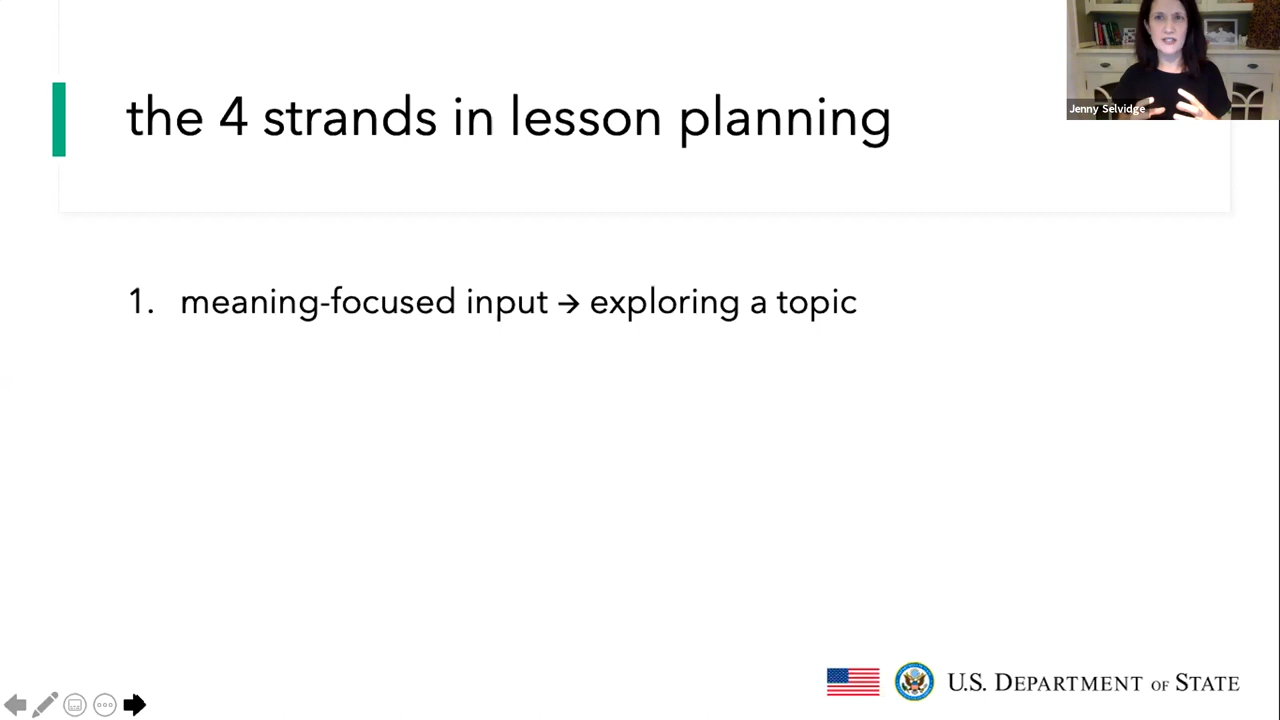 Jenny Selvidge
the 4 strands in lesson planning
1. meaning-focused input → exploring a topic
U.S. DEPARTMENT OF STATE